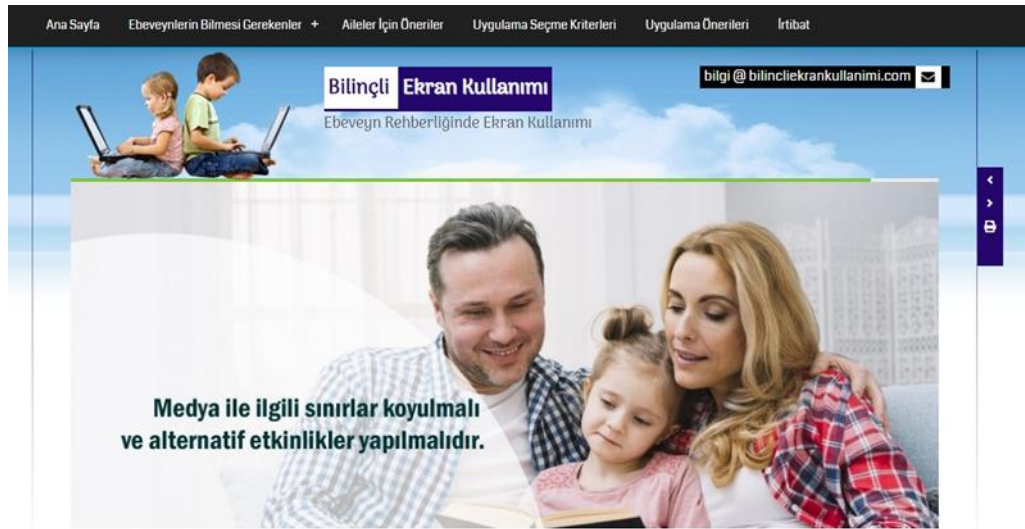 Ana Sayfa Ebeveynlerin Bilmesi Gerekenler + Aileler İçin Öneriler Uygulama Seçme Kriterleri Uygulama Önerileri İrtibat
bilgi @ bilincliekrankullanimi.com
Bilinçli Ekran Kullanımı
Ebeveyn Rehberliğinde Ekran Kullanımı
Medya ile ilgili sınırlar koyulmalı
ve alternatif etkinlikler yapılmalıdır.